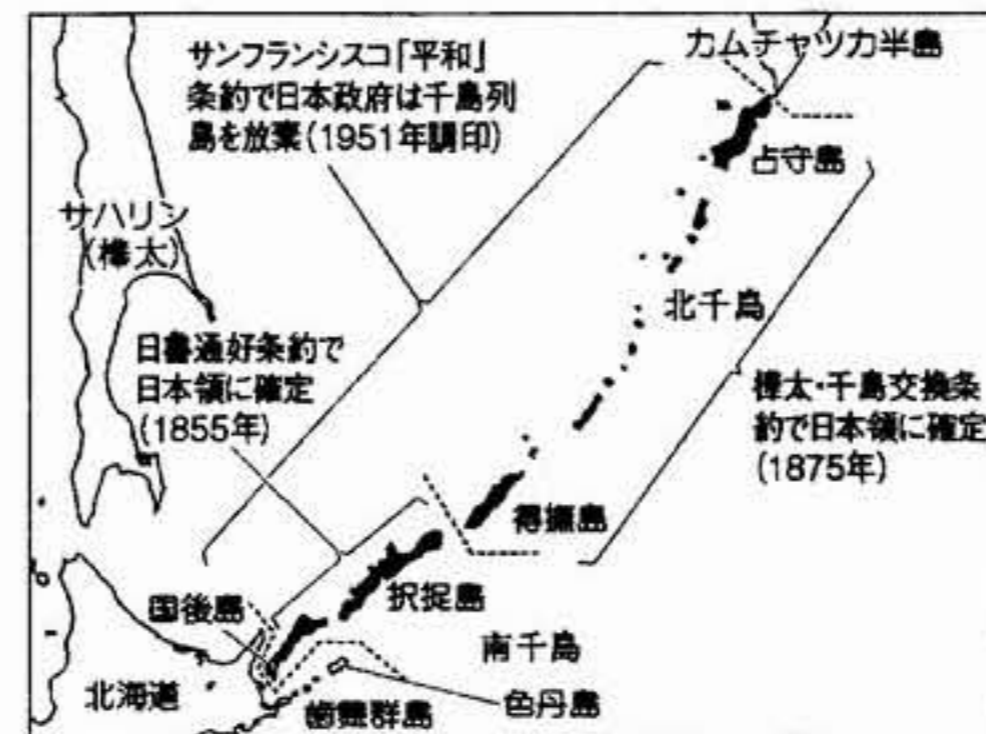 サンフランシスコ「平和」
条約で日本政府は千島列
島を放棄(1951年調印)
カムチャツカ半島
占守島
サハリン
(樺太)
北千島
日魯通好条約で
日本領に確定
(1855年)
樺太・千島交換条
約で日本領に確定
(1875年)
得撫島
択捉島
国後島
南千島
北海道
色丹島
歯舞群島